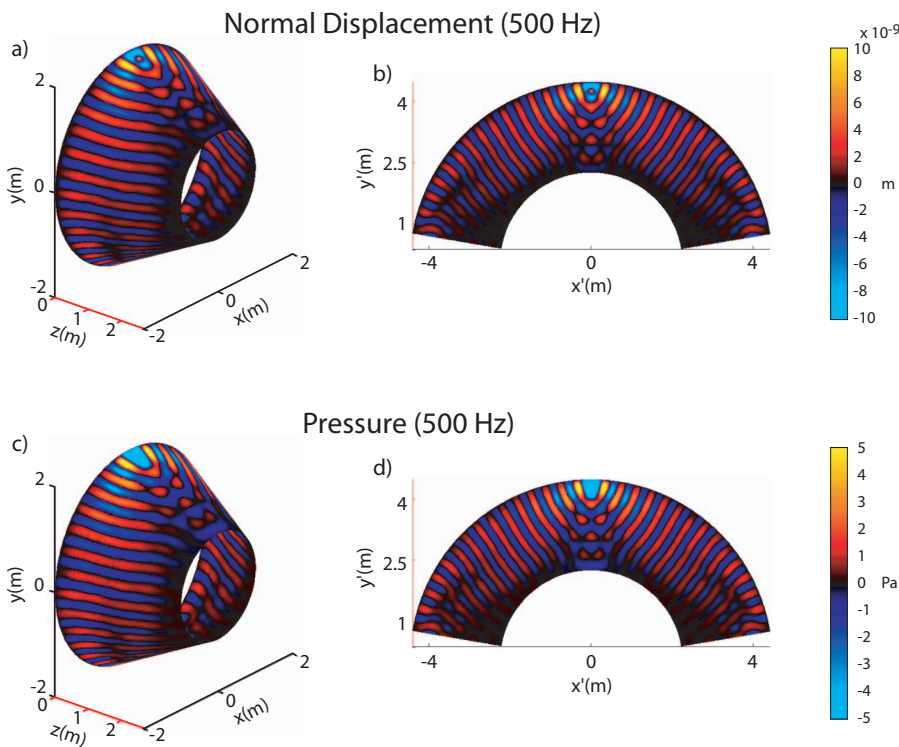 Normal Displacement (500 Hz)
a)
2
0
-2
y(m)
0
1
2
z(m)
-2
0
2
x(m)
b)
4
2.5
1
y'(m)
-4
0
4
x'(m)
x 10-9
10
8
6
4
2
0
-2
-4
-6
-8
-10
m
Pressure (500 Hz)
c)
2
0
-2
y(m)
0
1
2
z(m)
-2
0
2
x(m)
d)
4
2.5
1
y'(m)
-4
0
4
x'(m)
5
4
3
2
1
0
-1
-2
-3
-4
-5
Pa